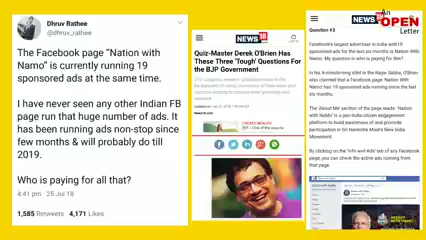 Dhruv Rathee
@dhruv_rathee
The Facebook page "Nation with
Namo" is currently running 19
sponsored ads at the same time.
I have never seen any other Indian FB
page run that huge number of ads. It
has been running ads non-stop since
few months & will probably do till
2019.
Who is paying for all that?
4:41 pm · 25 Jul 18
1,585 Retweets 4,171 Likes
NEWS18
Quiz-Master Derek O'Brien Has
These Three 'Tough' Questions For
the BJP Government
News18.com
CREATE WEALTH
An
OPEN
Letter
NEWS
Question #3
Facebook's largest advertiser in India with 19
sponsored ads for the last six months is Nation With
Namo. My question is who is paying for this?
In his 4-minute-long stint in the Rajya Sabha, O'Brien
also claimed that a Facebook page 'Nation With
Namo' has 19 sponsored ads running since the last
six months.
The 'About Me' section of the page reads: 'Nation
with NaMo' is a pan-India citizen engagement
platform to build awareness of and promote
participation in Sri Narendra Modi's New India
Movement.
By clicking on the 'Info and Ads' tab of any Facebook
page, you can check the active ads running from
that page.